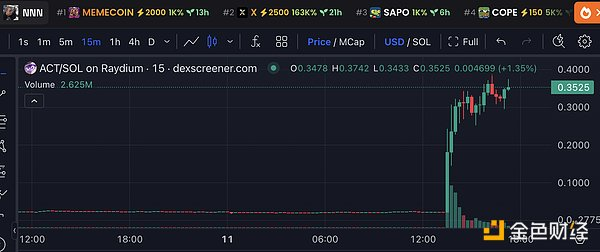 NNN #1 MEMECOIN ⚡2000 1K% 13h #2 X ⚡2500 163K% 21h #3 SAPO 1K% 6h #4 COPE ⚡150 5K%
1s 1m 5m 15m 1h 4h D Price / MCap USD / SOL Full
ACT/SOL on Raydium · 15 · dexscreener.com O0.3478 H0.3742 L0.3433 C0.3525 0.004699 (+1.35%)
Volume 2.625M
0.4000
0.3525
0.3000
0.2000
0.1000
12:00 18:00 11 06:00 12:00
金色财经